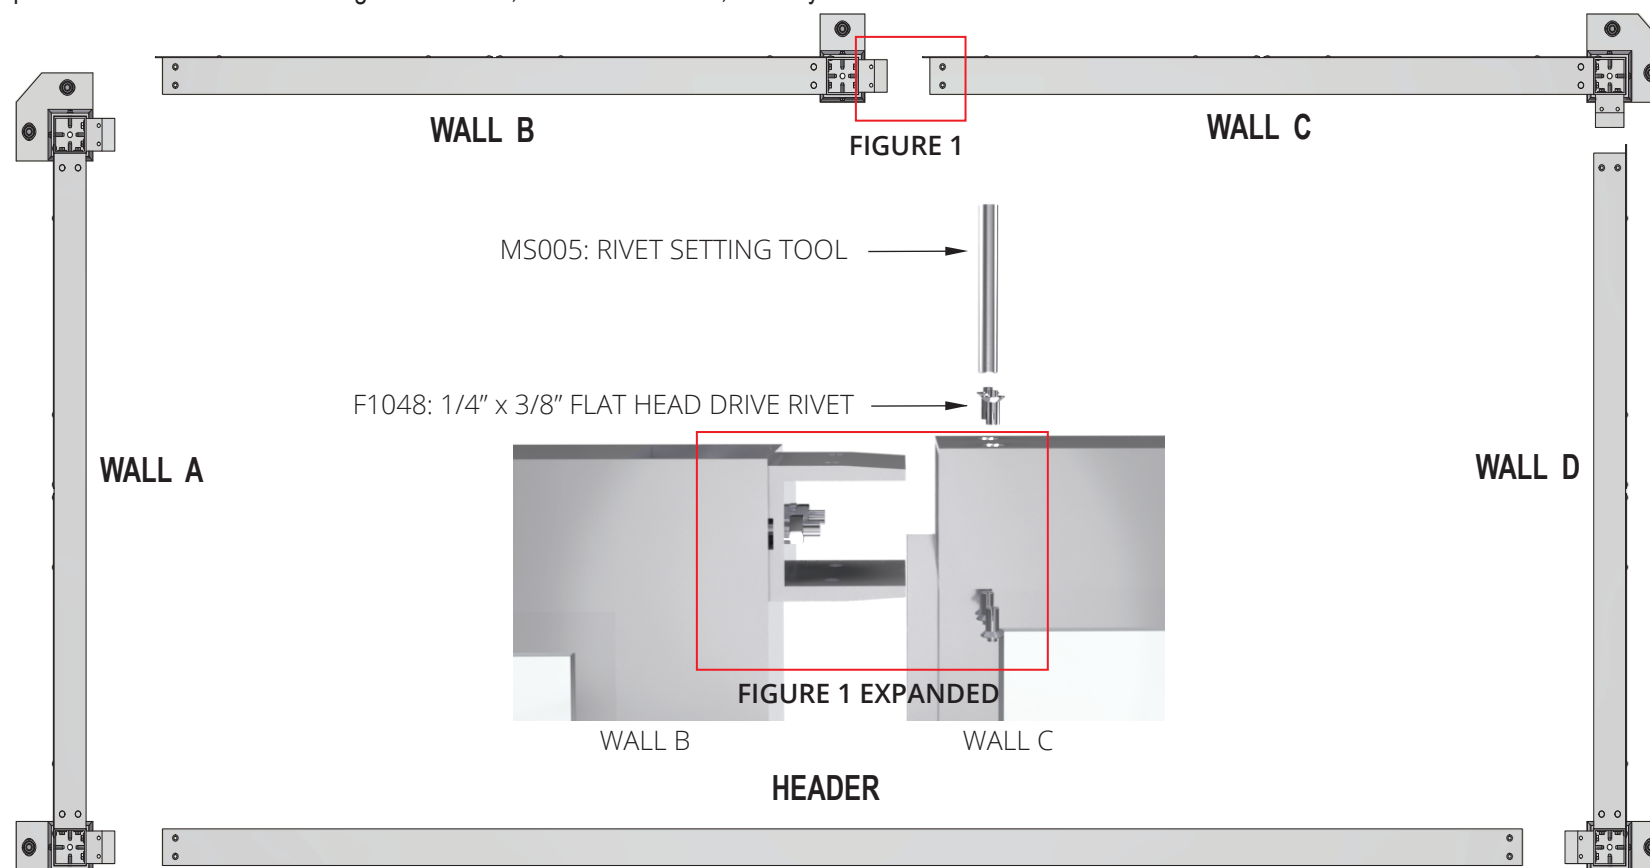 WALL B
WALL C
FIGURE 1
MS005: RIVET SETTING TOOL
F1048: 1/4” x 3/8” FLAT HEAD DRIVE RIVET
WALL A
WALL D
FIGURE 1 EXPANDED
WALL B
WALL C
HEADER